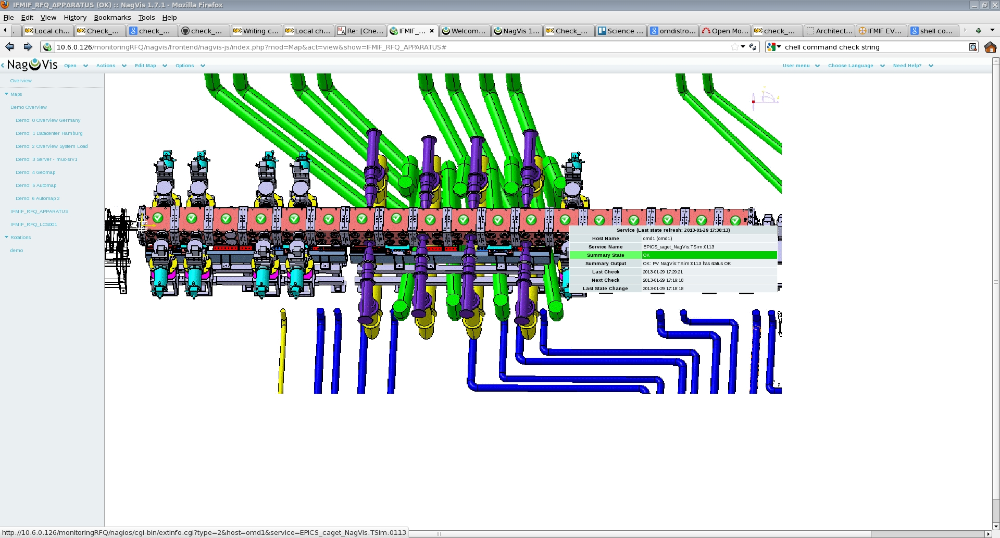 IFMIF_RFQ_APPARATUS (OK) :: NagVis 1.7.1 - Mozilla Firefox
File Edit View History Bookmarks Tools Help
. Local ch... Check_... check_... check_... Writing c... Local ch... Re: [Che... IFMIF_... Welcom... NagVis 1... Check_... Science ... omdistro... Open Mo... check_... Architect... IFMIF EV... shell co...
10.6.0.126/monitoringRFQ/nagvis/frontend/nagvis-js/index.php?mod=Map&act=view&show=IFMIF_RFQ_APPARATUS# chell command check string
NagVis Open Actions Edit Map Options User menu Choose Language Need Help?
Overview
Maps
Demo Overview
Demo: 0 Overview Germany
Demo: 1 Datacenter Hamburg
Demo: 2 Overview System Load
Demo: 3 Server - muc-srv1
Demo: 4 Geomap
Demo: 5 Automap
Demo: 6 Automap 2
IFMIF_RFQ_APPARATUS
IFMIF_RFQ_LCS001
Rotations
demo
Service (Last state refresh: 2013-01-29 17:30:13)
Host Name omd1 (omd1)
Service Name EPICS_caget_NagVis:TSim:0113
Summary State OK
Summary Output OK: PV NagVis:TSim:0113 has status OK
Last Check 2013-01-29 17:29:21
Next Check 2013-01-29 17:19:18
Last State Change 2013-01-29 17:18:18
http://10.6.0.126/monitoringRFQ/nagios/cgi-bin/extinfo.cgi?type=2&host=omd1&service=EPICS_caget_NagVis:TSim:0113